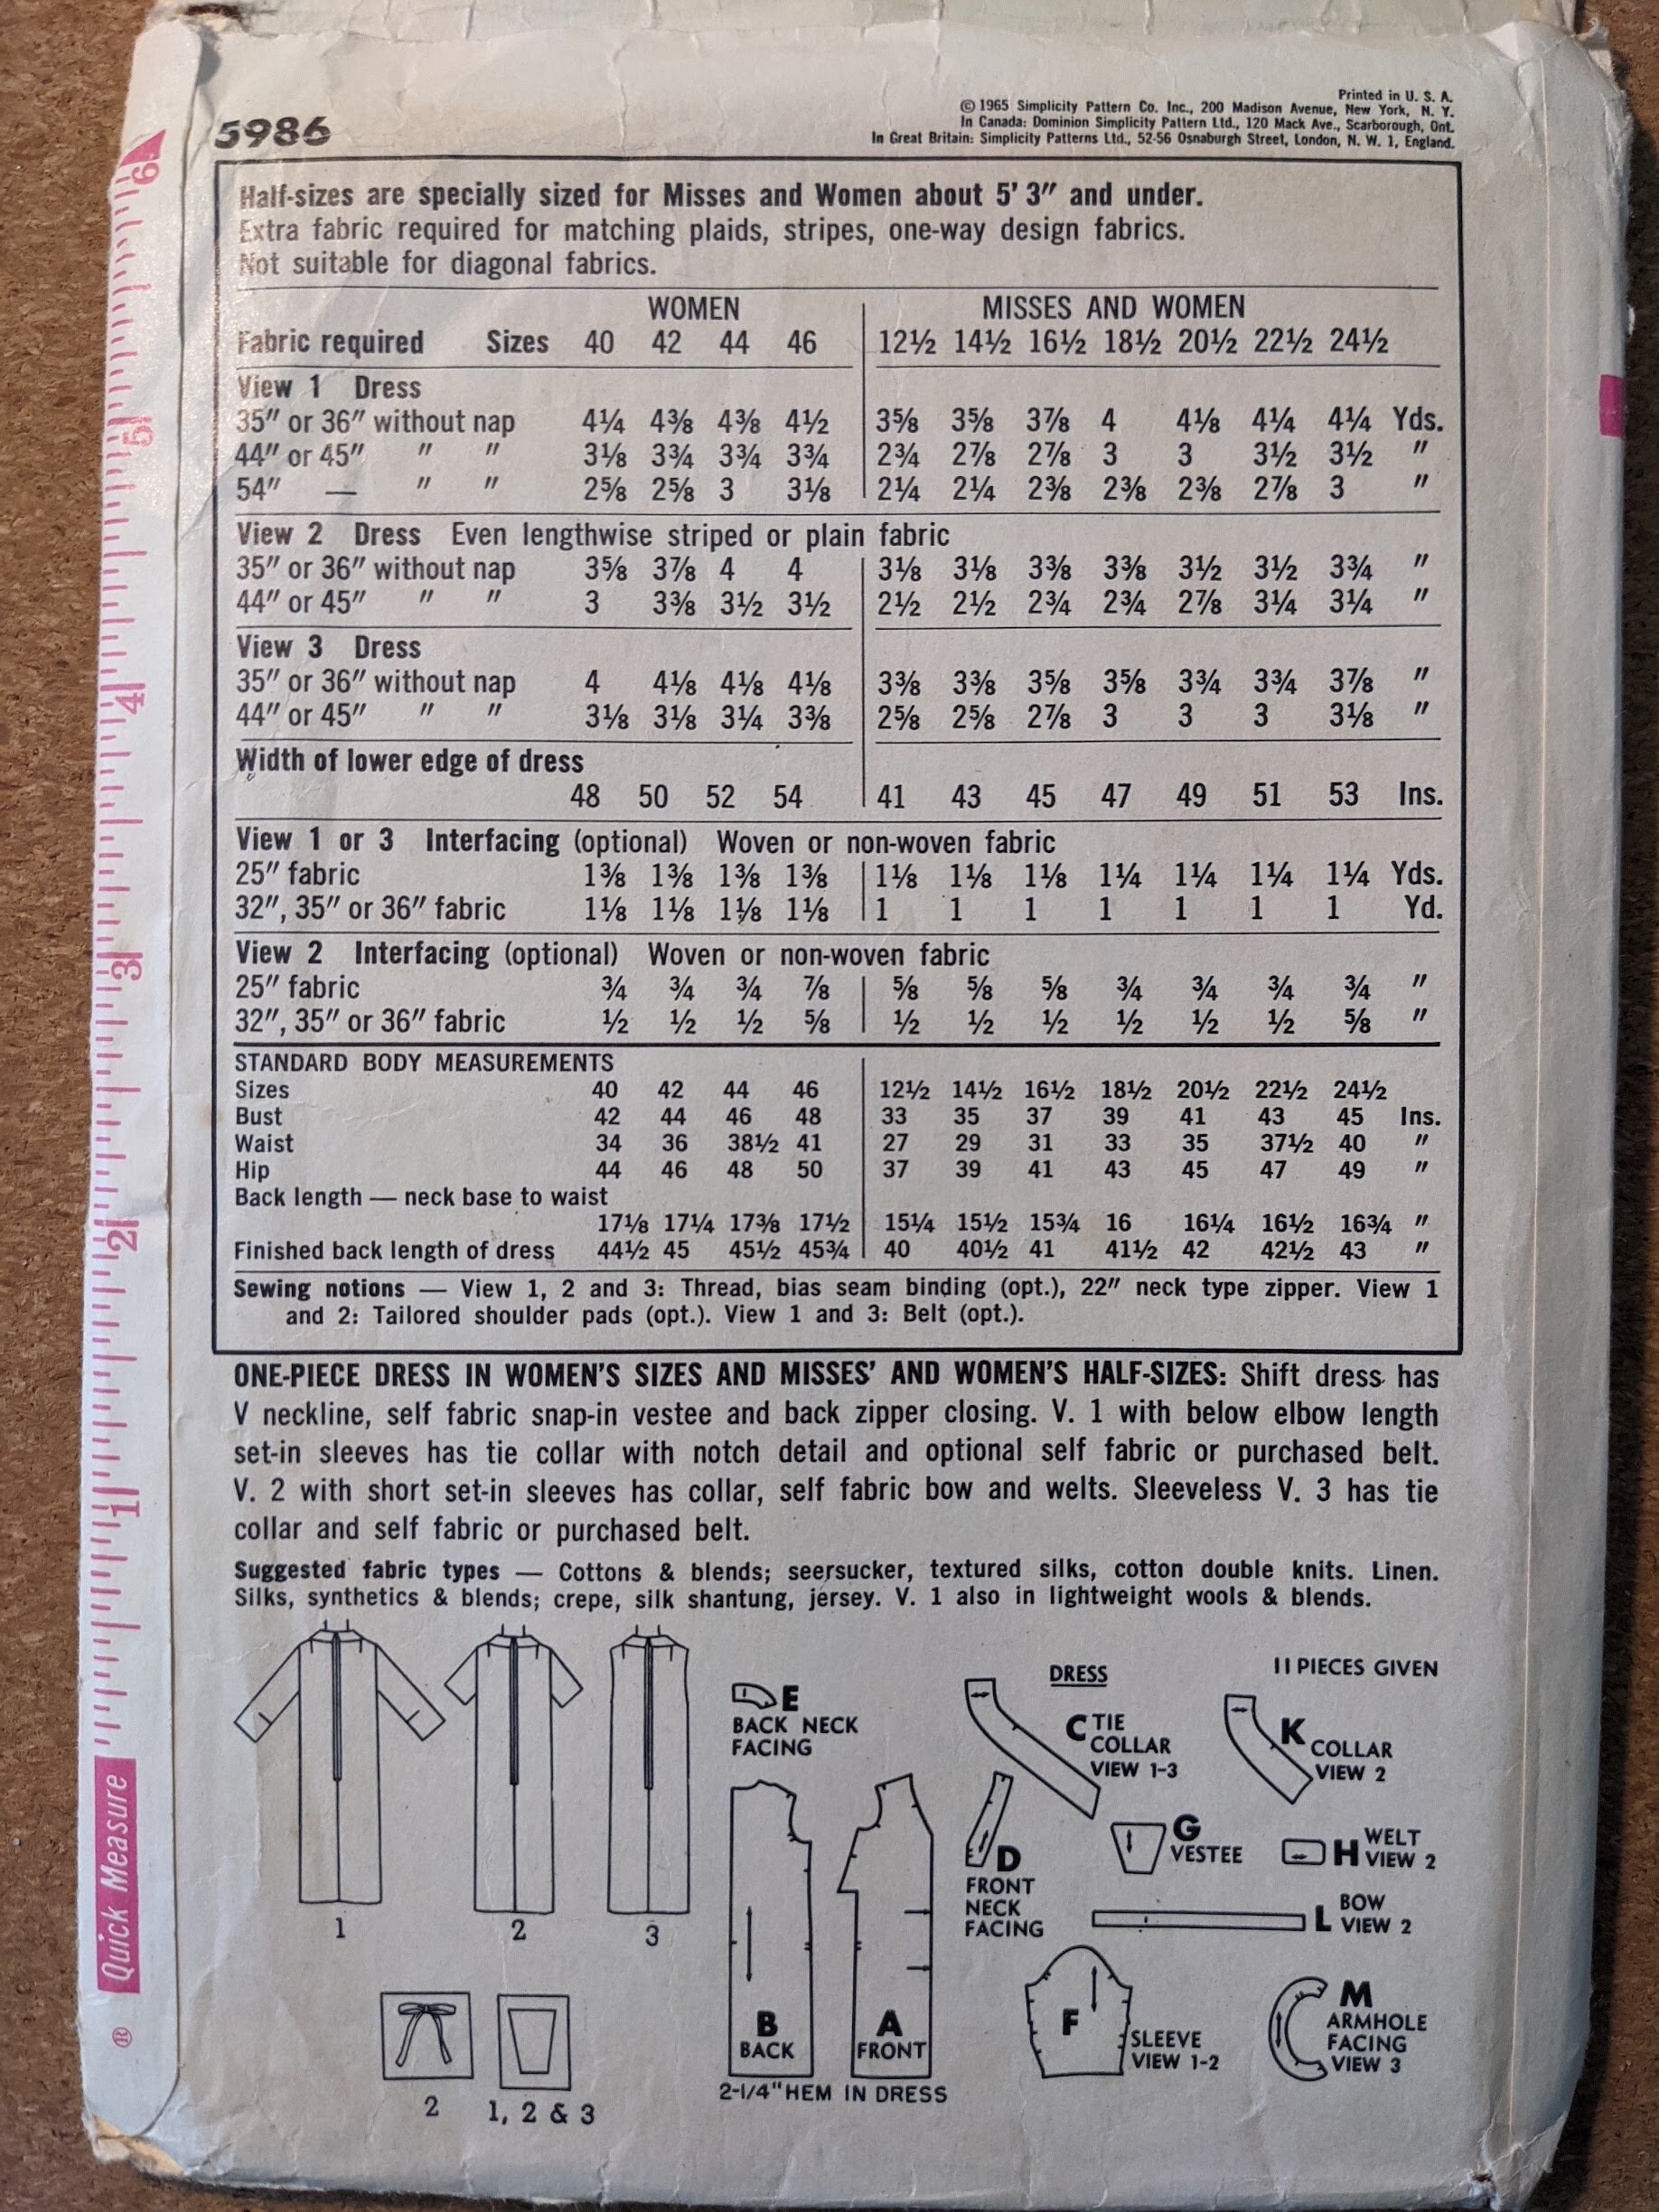 5986
Printed in U. S. A.
© 1965 Simplicity Pattern Co. Inc., 200 Madison Avenue, New York, N. Y.
In Canada: Dominion Simplicity Pattern Ltd., 120 Mack Ave., Scarborough, Ont.
In Great Britain: Simplicity Patterns Ltd., 52-56 Osnaburgh Street, London, N. W. 1, England.
Half-sizes are specially sized for Misses and Women about 5' 3″ and under.
Extra fabric required for matching plaids, stripes, one-way design fabrics.
Not suitable for diagonal fabrics.
WOMEN MISSES AND WOMEN
Fabric required Sizes 40 42 44 46 12½ 14½ 16½ 18½ 20½ 22½ 24½
View 1 Dress
35″ or 36″ without nap 4¼ 4⅜ 4⅜ 4½ 3⅝ 3⅝ 3⅞ 4 4⅛ 4¼ 4¼ Yds.
44″ or 45″ ″ ″ 3⅛ 3¾ 3¾ 3¾ 2¾ 2⅞ 2⅞ 3 3 3½ 3½ ″
54″ — ″ ″ 2⅝ 2⅝ 3 3⅛ 2¼ 2¼ 2⅜ 2⅜ 2⅜ 2⅞ 3 ″
View 2 Dress Even lengthwise striped or plain fabric
35″ or 36″ without nap 3⅝ 3⅞ 4 4 3⅛ 3⅛ 3⅜ 3⅜ 3½ 3½ 3¾ ″
44″ or 45″ ″ ″ 3 3⅜ 3½ 3½ 2½ 2½ 2¾ 2¾ 2⅞ 3¼ 3¼ ″
View 3 Dress
35″ or 36″ without nap 4 4⅛ 4⅛ 4⅛ 3⅜ 3⅜ 3⅝ 3⅝ 3¾ 3¾ 3⅞ ″
44″ or 45″ ″ ″ 3⅛ 3⅛ 3¼ 3⅜ 2⅝ 2⅝ 2⅞ 3 3 3 3⅛ ″
Width of lower edge of dress
48 50 52 54 41 43 45 47 49 51 53 Ins.
View 1 or 3 Interfacing (optional) Woven or non-woven fabric
25″ fabric 1⅜ 1⅜ 1⅜ 1⅜ 1⅛ 1⅛ 1⅛ 1¼ 1¼ 1¼ 1¼ Yds.
32″, 35″ or 36″ fabric 1⅛ 1⅛ 1⅛ 1⅛ 1 1 1 1 1 1 1 Yd.
View 2 Interfacing (optional) Woven or non-woven fabric
25″ fabric ¾ ¾ ¾ ⅞ ⅝ ⅝ ⅝ ¾ ¾ ¾ ¾ ″
32″, 35″ or 36″ fabric ½ ½ ½ ⅝ ½ ½ ½ ½ ½ ½ ⅝ ″
STANDARD BODY MEASUREMENTS
Sizes 40 42 44 46 12½ 14½ 16½ 18½ 20½ 22½ 24½
Bust 42 44 46 48 33 35 37 39 41 43 45 Ins.
Waist 34 36 38½ 41 27 29 31 33 35 37½ 40 ″
Hip 44 46 48 50 37 39 41 43 45 47 49 ″
Back length — neck base to waist
17⅛ 17¼ 17⅜ 17½ 15¼ 15½ 15¾ 16 16¼ 16½ 16¾ ″
Finished back length of dress 44½ 45 45½ 45¾ 40 40½ 41 41½ 42 42½ 43 ″
Sewing notions — View 1, 2 and 3: Thread, bias seam binding (opt.), 22″ neck type zipper. View 1
and 2: Tailored shoulder pads (opt.). View 1 and 3: Belt (opt.).
ONE-PIECE DRESS IN WOMEN'S SIZES AND MISSES' AND WOMEN'S HALF-SIZES: Shift dress has
V neckline, self fabric snap-in vestee and back zipper closing. V. 1 with below elbow length
set-in sleeves has tie collar with notch detail and optional self fabric or purchased belt.
V. 2 with short set-in sleeves has collar, self fabric bow and welts. Sleeveless V. 3 has tie
collar and self fabric or purchased belt.
Suggested fabric types — Cottons & blends; seersucker, textured silks, cotton double knits. Linen.
Silks, synthetics & blends; crepe, silk shantung, jersey. V. 1 also in lightweight wools & blends.
1
2
3
2
1, 2 & 3
DRESS
11 PIECES GIVEN
E
BACK NECK
FACING
C TIE
COLLAR
VIEW 1-3
K COLLAR
VIEW 2
D
FRONT
NECK
FACING
G
VESTEE
H WELT
VIEW 2
L BOW
VIEW 2
B
BACK
A
FRONT
2-1/4" HEM IN DRESS
F
SLEEVE
VIEW 1-2
M
ARMHOLE
FACING
VIEW 3
6
5
4
3
2
1
Quick Measure
®